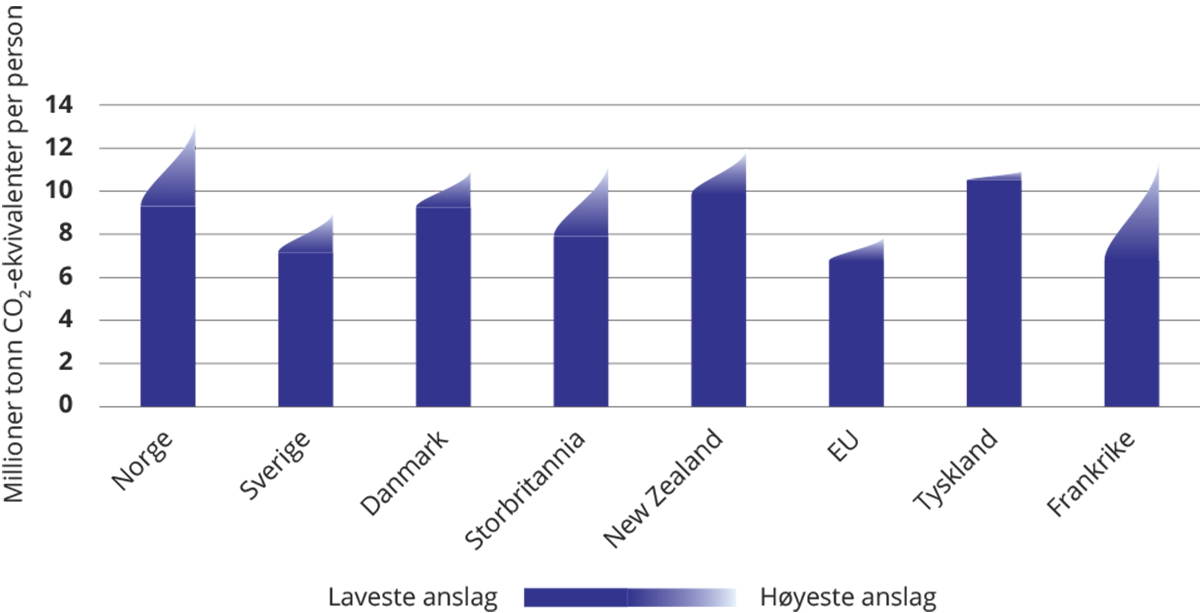 Millioner tonn CO₂-ekvivalenter per person
14
12
10
8
6
4
2
0
Norge
Sverige
Danmark
Storbritannia
New Zealand
EU
Tyskland
Frankrike
Laveste anslag
Høyeste anslag